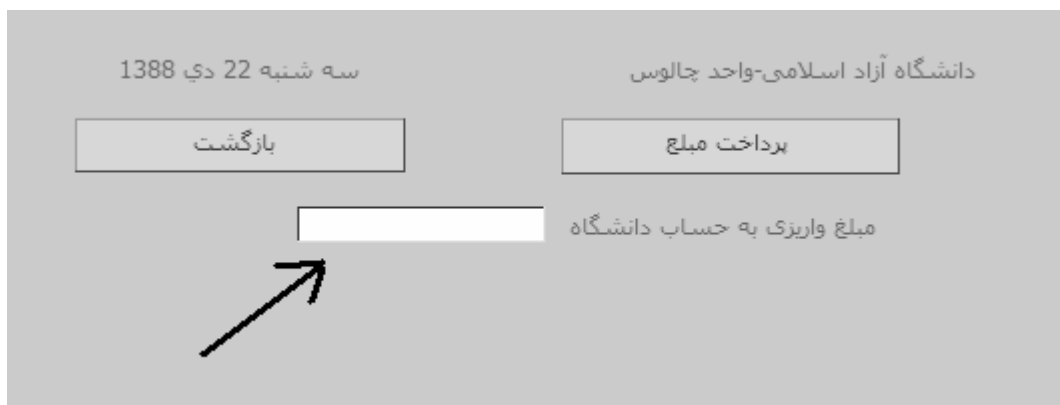 دانشگاه آزاد اسلامی-واحد چالوس سه شنبه 22 دي 1388
پرداخت مبلغ بازگشت
مبلغ واریزی به حساب دانشگاه